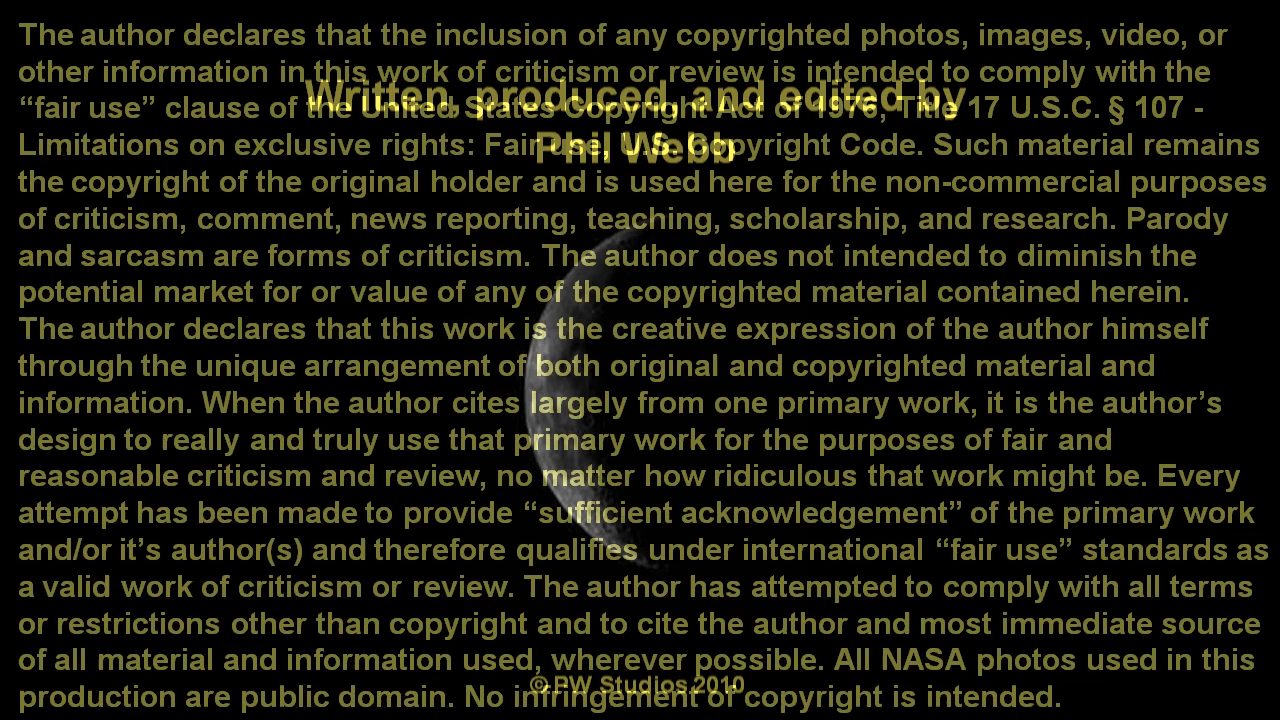 The author declares that the inclusion of any copyrighted photos, images, video, or
other information in this work of criticism or review is intended to comply with the
Written, produced, and edited by
“fair use” clause of the United States Copyright Act of 1976, Title 17 U.S.C. § 107 -
Limitations on exclusive rights: Fair use, U.S. Copyright Code. Such material remains
Phil Webb
the copyright of the original holder and is used here for the non-commercial purposes
of criticism, comment, news reporting, teaching, scholarship, and research. Parody
and sarcasm are forms of criticism. The author does not intended to diminish the
potential market for or value of any of the copyrighted material contained herein.
The author declares that this work is the creative expression of the author himself
through the unique arrangement of both original and copyrighted material and
information. When the author cites largely from one primary work, it is the author’s
design to really and truly use that primary work for the purposes of fair and
reasonable criticism and review, no matter how ridiculous that work might be. Every
attempt has been made to provide “sufficient acknowledgement” of the primary work
and/or it’s author(s) and therefore qualifies under international “fair use” standards as
a valid work of criticism or review. The author has attempted to comply with all terms
or restrictions other than copyright and to cite the author and most immediate source
of all material and information used, wherever possible. All NASA photos used in this
© PW Studios 2010
production are public domain. No infringement of copyright is intended.